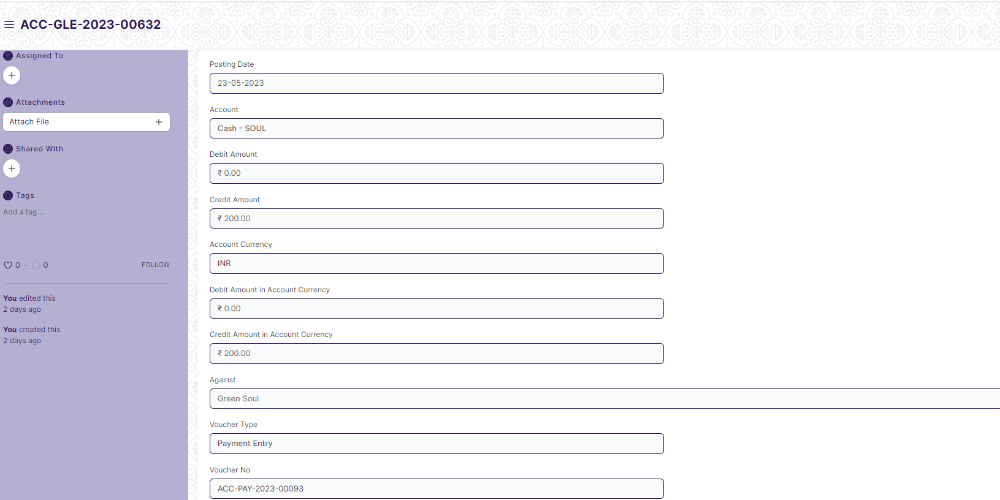 ACC-GLE-2023-00632
Assigned To
Attachments
Attach File
Shared With
Tags
Add a tag ...
0 · 0 FOLLOW
You edited this
2 days ago
You created this
2 days ago
Posting Date
23-05-2023
Account
Cash - SOUL
Debit Amount
₹ 0.00
Credit Amount
₹ 200.00
Account Currency
INR
Debit Amount in Account Currency
₹ 0.00
Credit Amount in Account Currency
₹ 200.00
Against
Green Soul
Voucher Type
Payment Entry
Voucher No
ACC-PAY-2023-00093